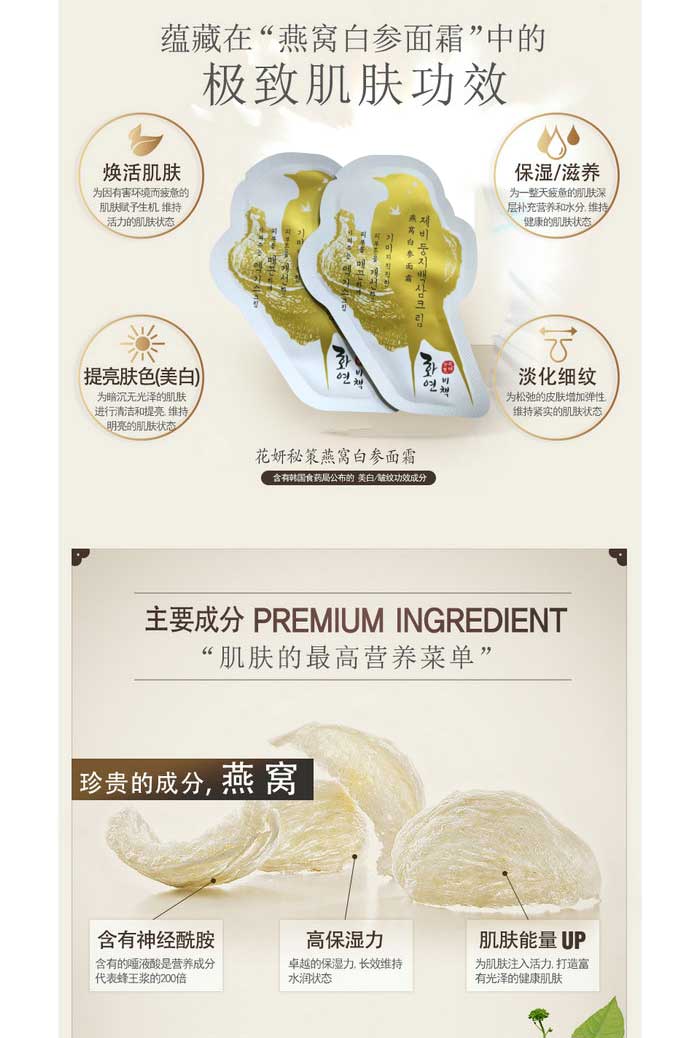 蕴藏在“燕窝白参面霜”中的
极致肌肤功效
焕活肌肤
为因有害环境而疲惫的
肌肤赋予生机, 维持
活力的肌肤状态
保湿/滋养
为一整天疲惫的肌肤深
层补充营养和水分, 维持
健康的肌肤状态
제비둥지백삼크림
燕窝白参面霜
화연
비책
提亮肤色(美白)
为暗沉无光泽的肌肤
进行清洁和提亮, 维持
明亮的肌肤状态
淡化细纹
为松弛的皮肤增加弹性,
维持紧实的肌肤状态
花妍秘策燕窝白参面霜
含有韩国食药局公布的 美白/皱纹功效成分
主要成分 PREMIUM INGREDIENT
“肌肤的最高营养菜单”
珍贵的成分, 燕窝
含有神经酰胺
含有的唾液酸是营养成分
代表蜂王浆的200倍
高保湿力
卓越的保湿力, 长效维持
水润状态
肌肤能量 UP
为肌肤注入活力, 打造富
有光泽的健康肌肤